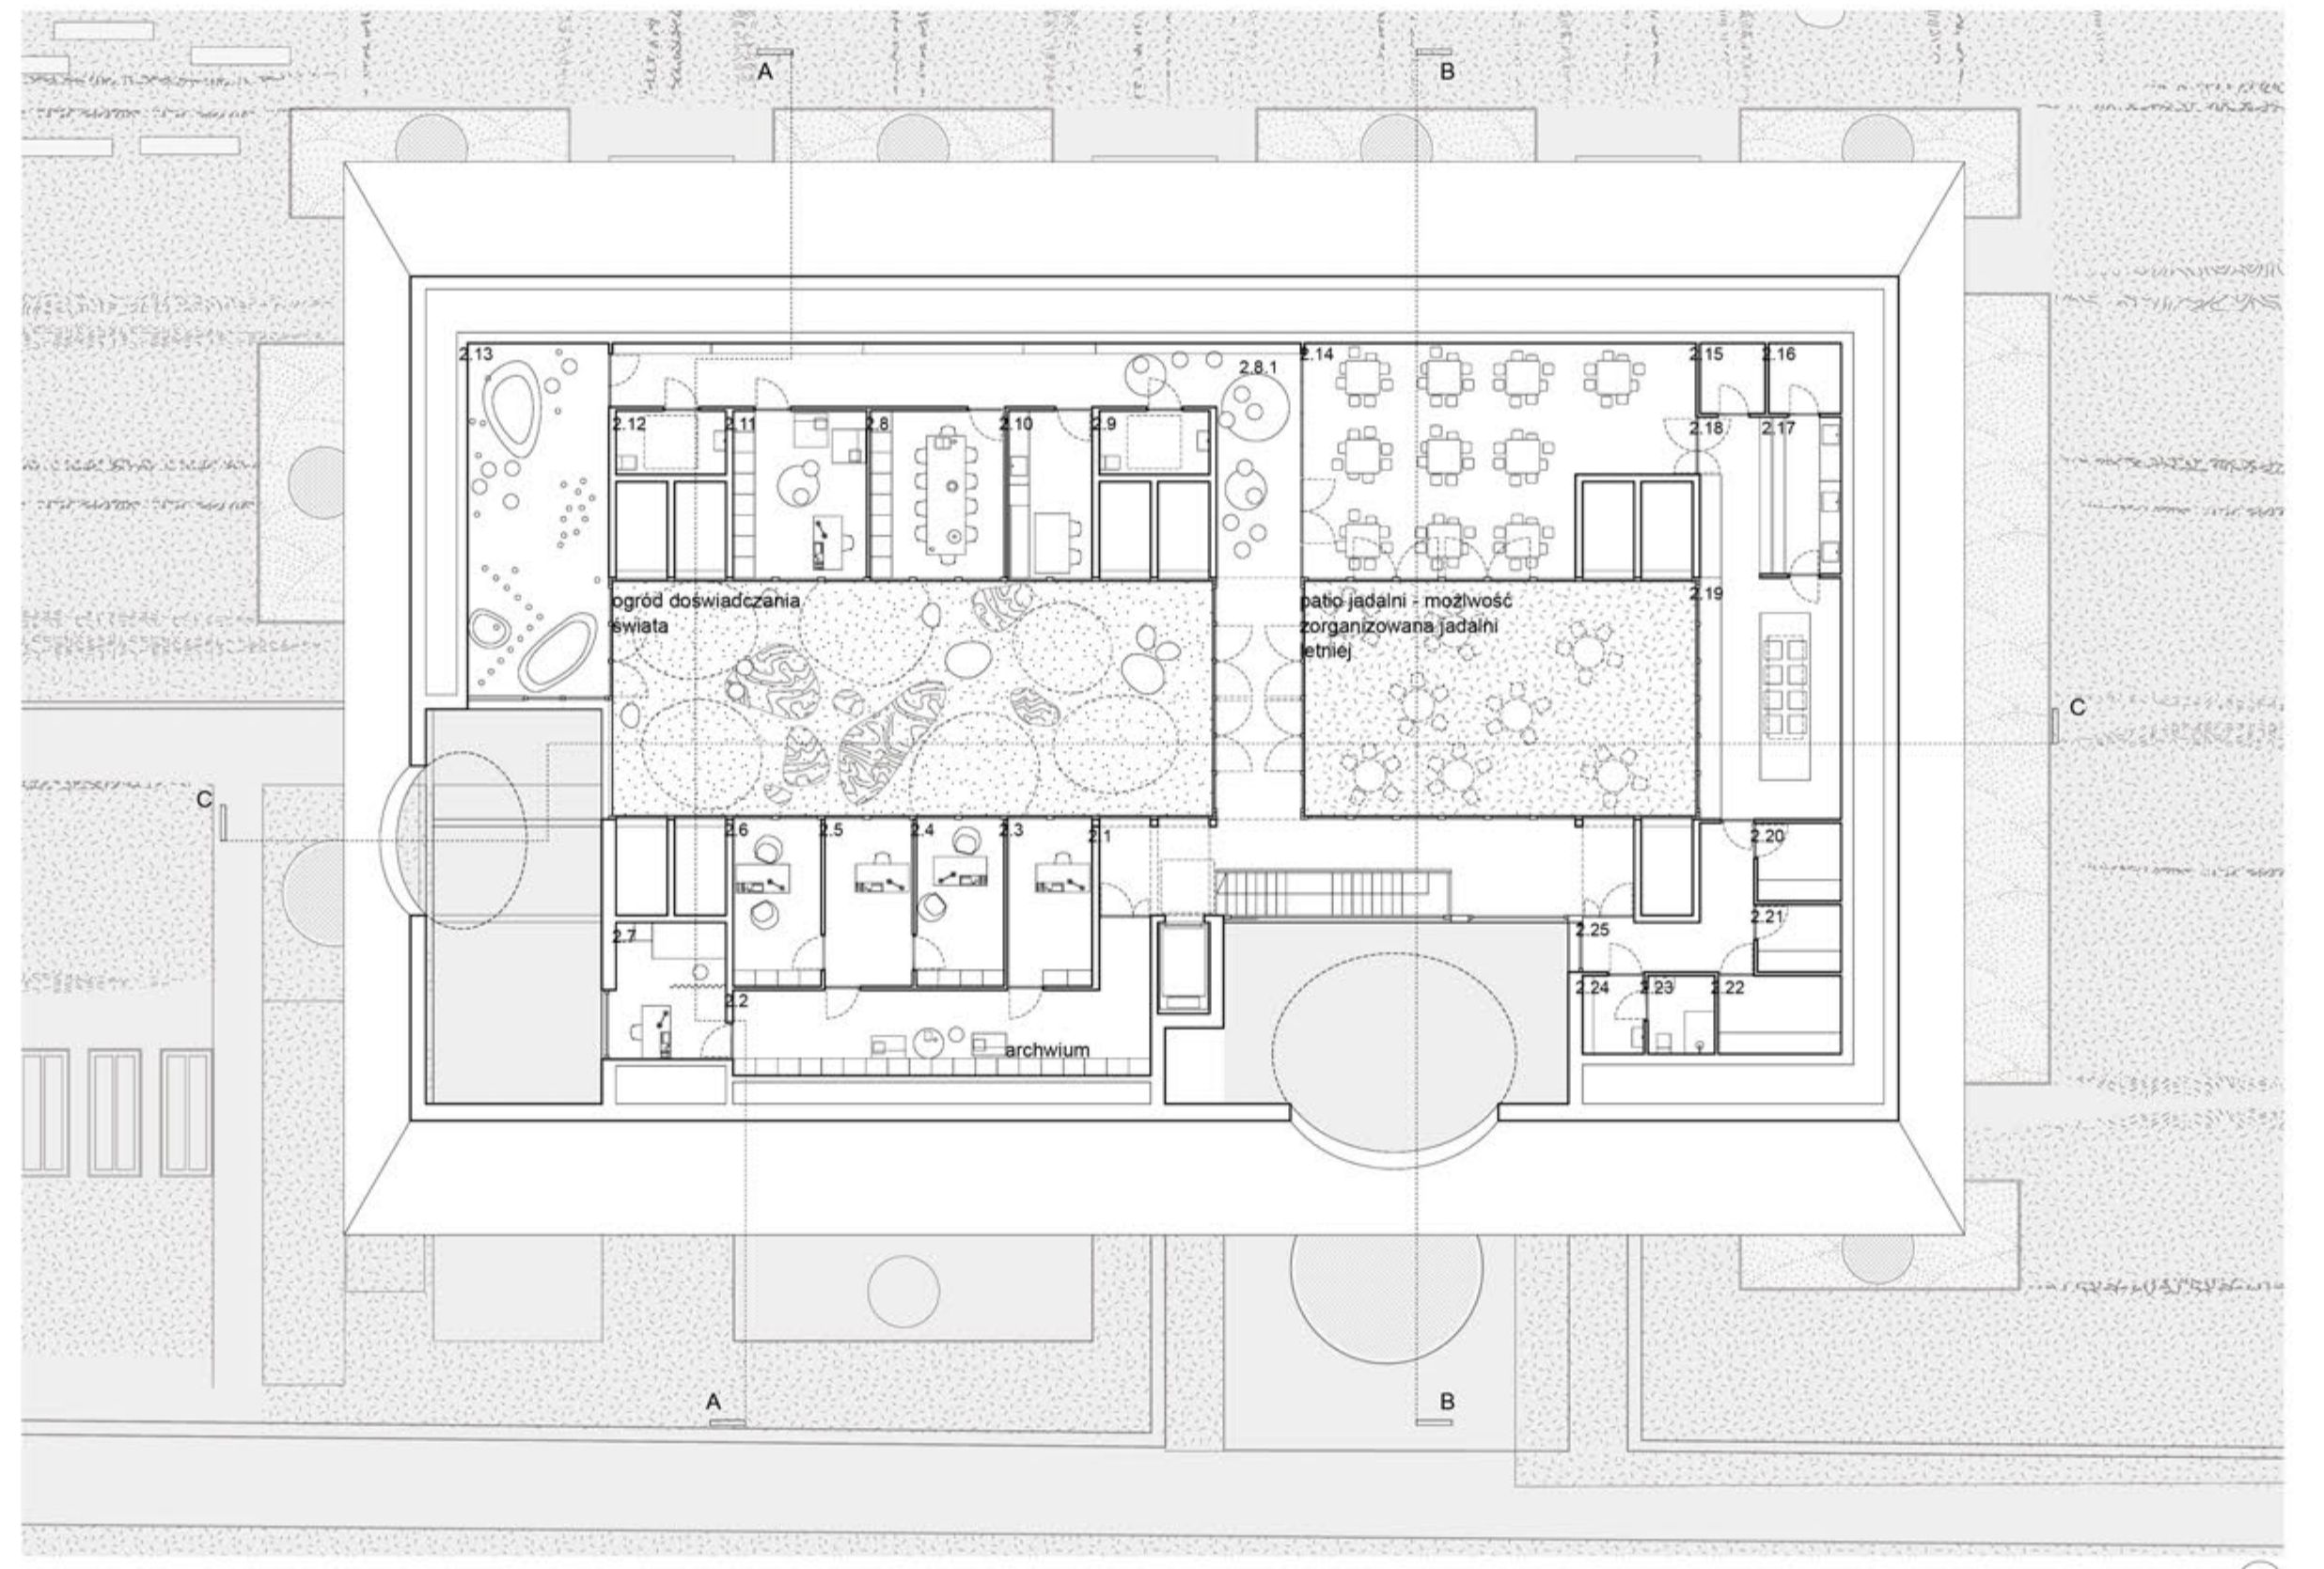 A
B
2.13
2.8.1
2.14
2.15
2.16
2.12
2.11
2.8
2.10
2.9
2.18
2.17
ogród doswiadczania
świata
patio jadalni - możlwość
zorganizowana jadalni
letniej
2.19
C
C
2.6
2.5
2.4
2.3
2.1
2.20
2.21
2.7
2.25
2.2
2.24
2.23
2.22
archwium
A
B